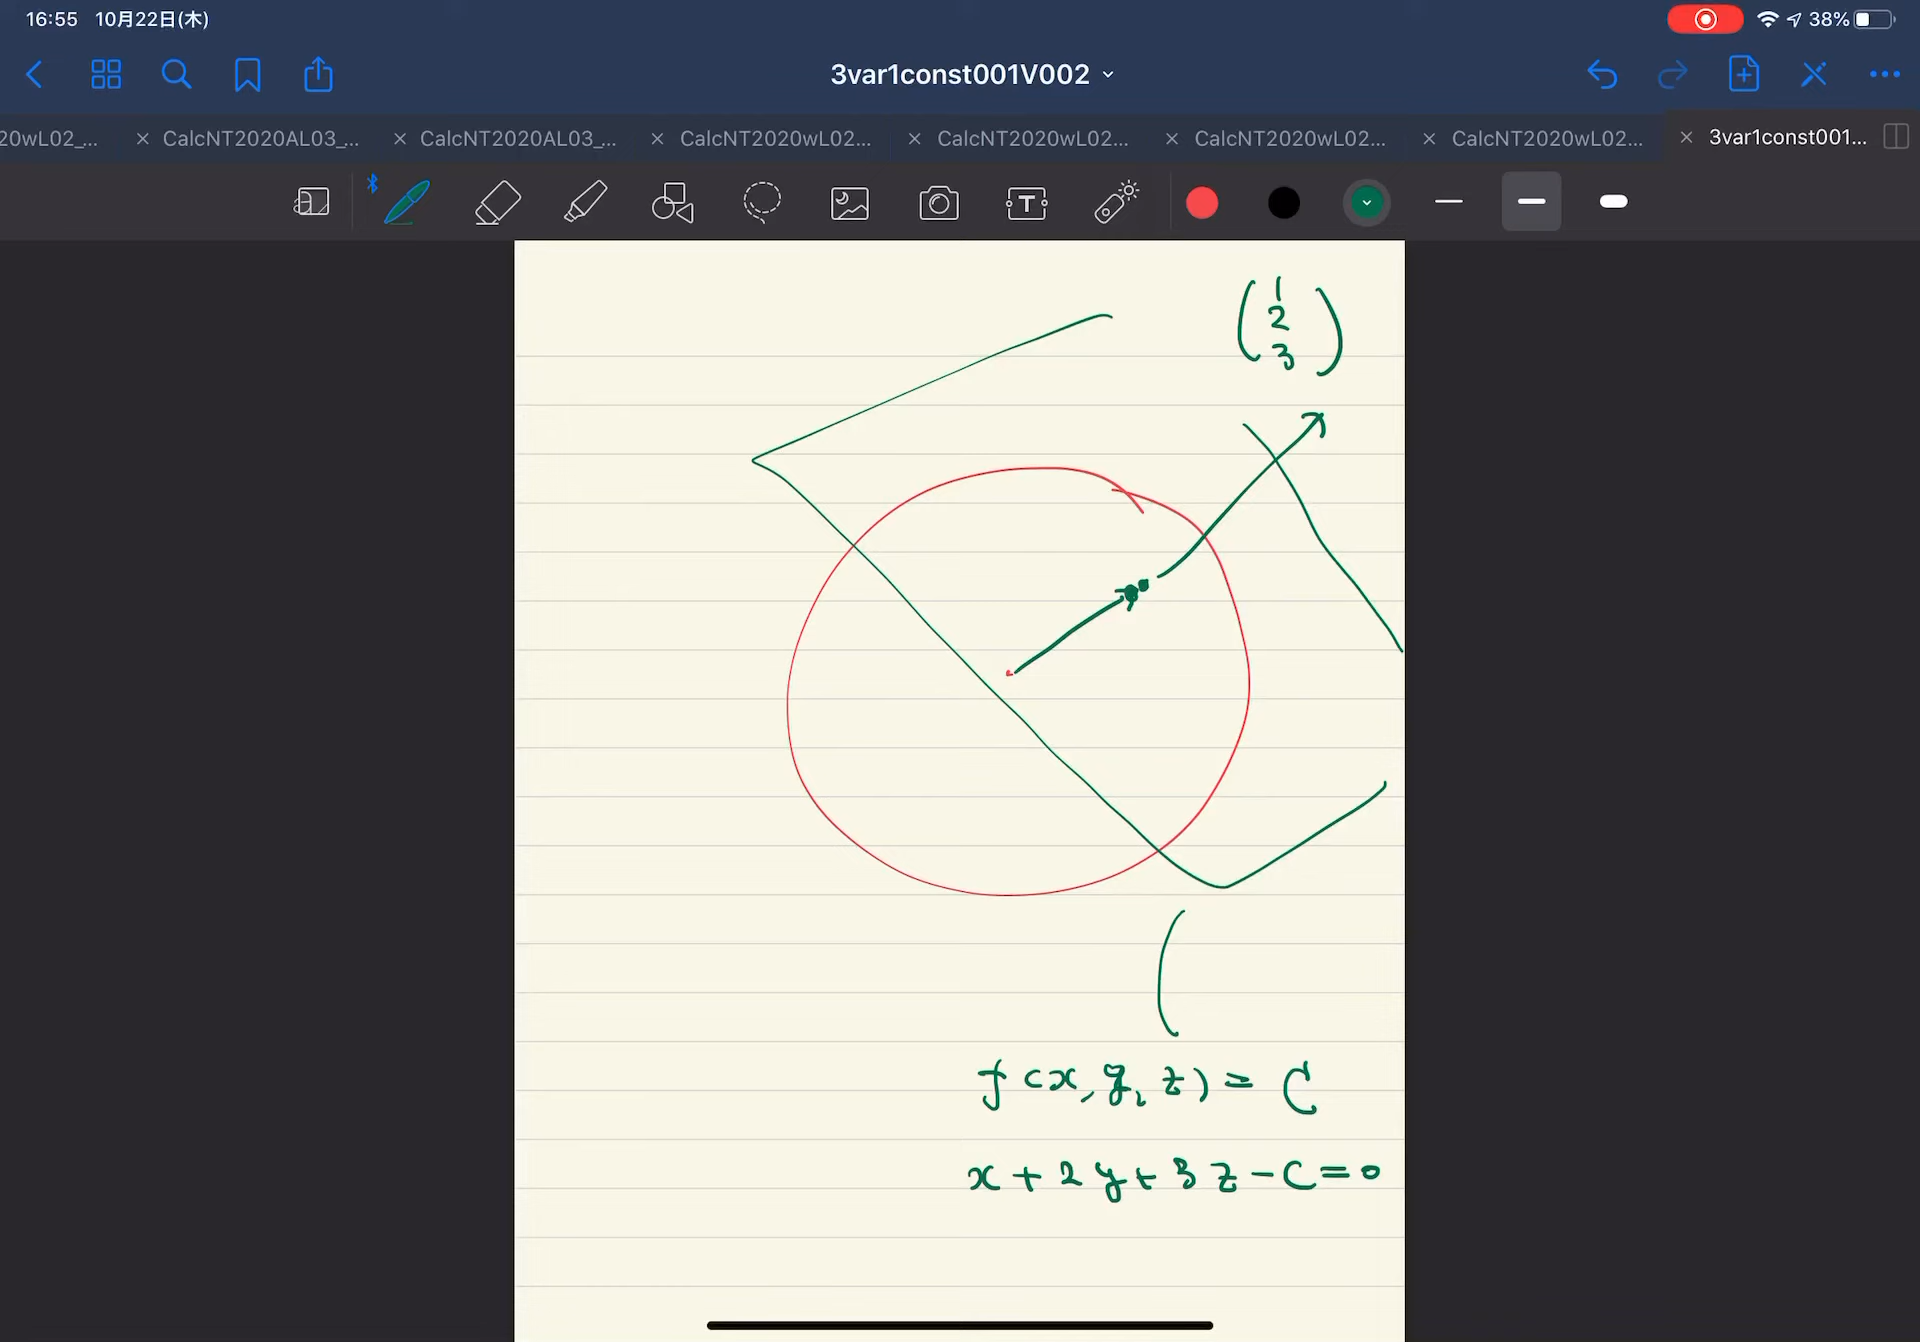 16:55 10月22日(木) 38%
3var1const001V002
20wL02_... CalcNT2020AL03_... CalcNT2020AL03_... CalcNT2020wL02... CalcNT2020wL02... CalcNT2020wL02... CalcNT2020wL02... 3var1const001...
T
( 1
2
3 )
(
f(x, y, z) = C
x + 2y + 3z - C = 0